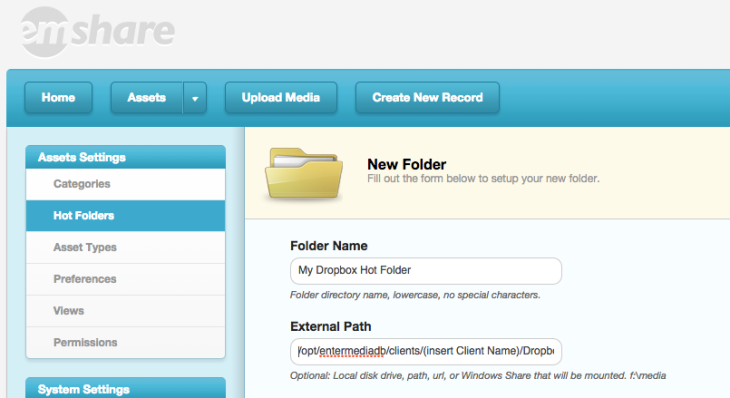 emshare
Home
Assets
Upload Media
Create New Record
Assets Settings
Categories
Hot Folders
Asset Types
Preferences
Views
Permissions
System Settings
New Folder
Fill out the form below to setup your new folder.
Folder Name
My Dropbox Hot Folder
Folder directory name, lowercase, no special characters.
External Path
/opt/entermediadb/clients/(insert Client Name)/Dropb
Optional: Local disk drive, path, url, or Windows Share that will be mounted. f:\media